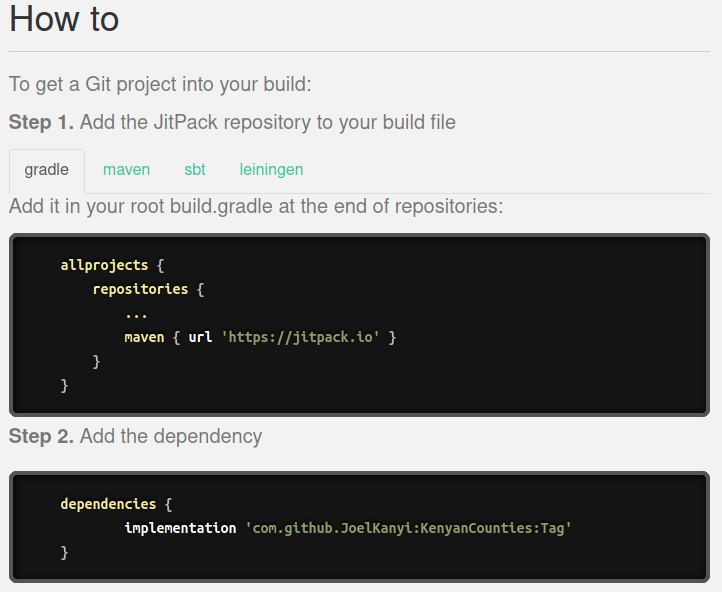 How to
To get a Git project into your build:
Step 1. Add the JitPack repository to your build file
gradle maven sbt leiningen
Add it in your root build.gradle at the end of repositories:
allprojects {
repositories {
...
maven { url 'https://jitpack.io' }
}
}
Step 2. Add the dependency
dependencies {
implementation 'com.github.JoelKanyi:KenyanCounties:Tag'
}